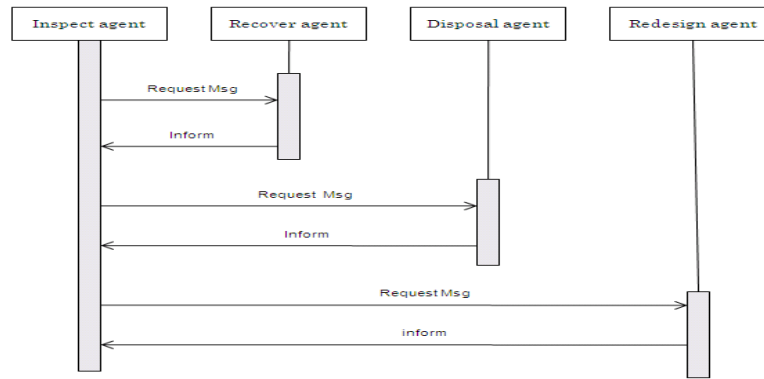 Inspect agent
Recover agent
Disposal agent
Redesign agent
Request Msg
Inform
Request Msg
Inform
Request Msg
inform